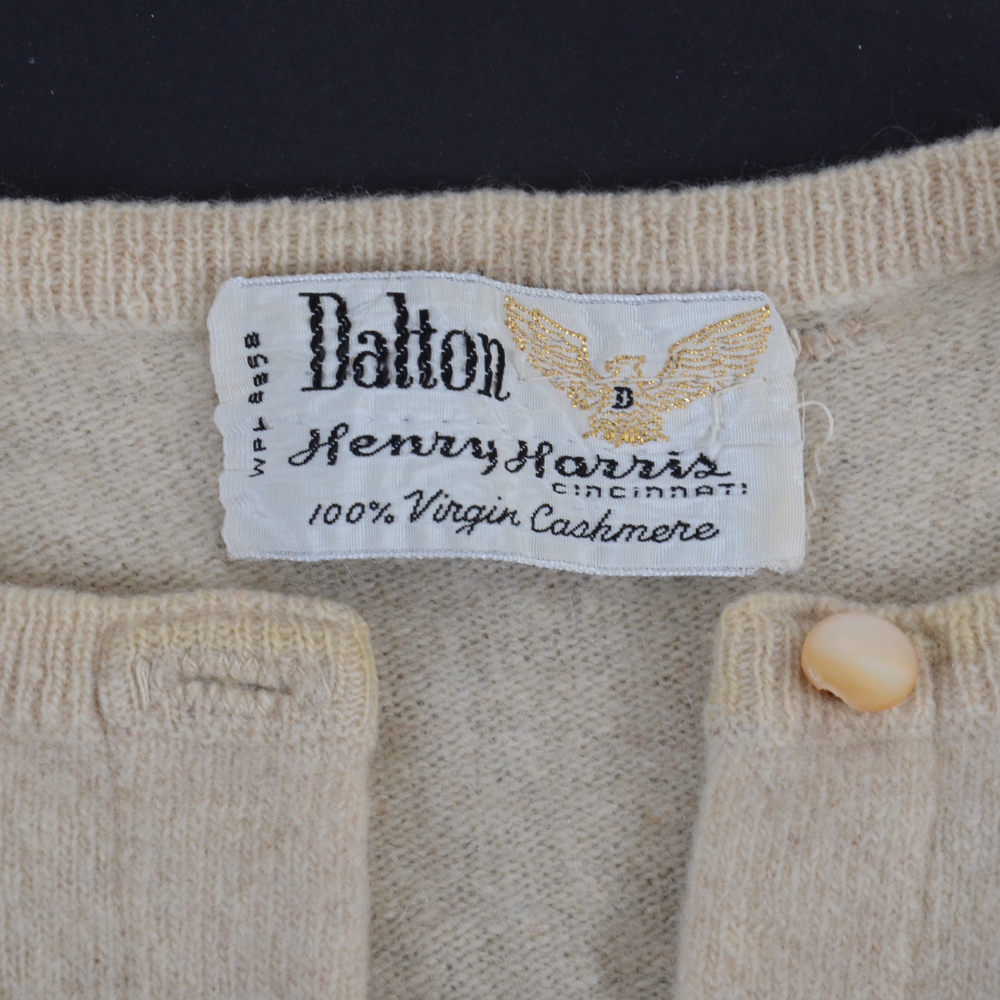 Dalton
D
Henry Harris
CINCINNATI
100% Virgin Cashmere
WPL 8858